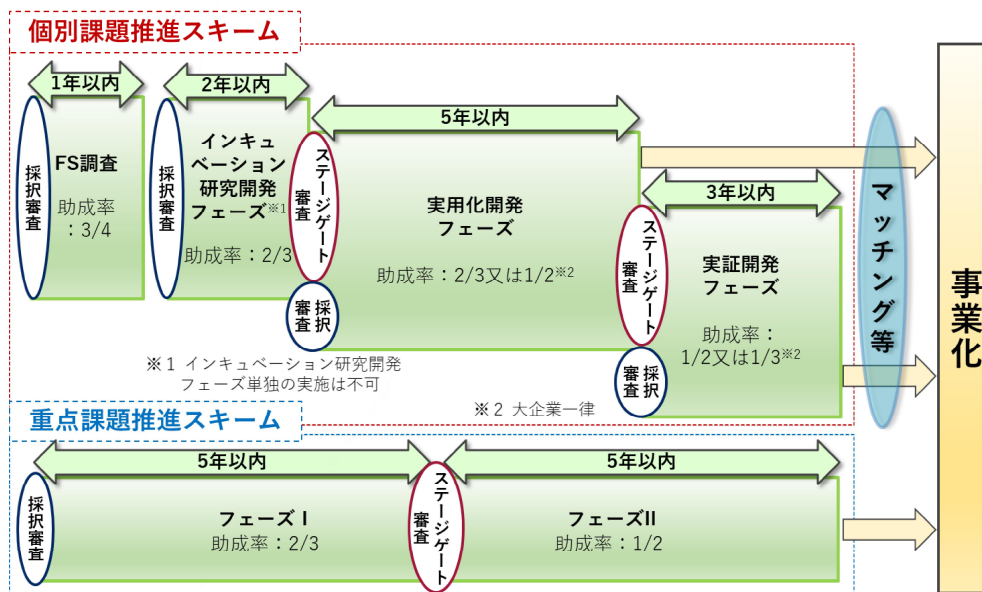 個別課題推進スキーム
1年以内
採択審査
FS調査
助成率
：3/4
2年以内
採択審査
インキュ
ベーション
研究開発
フェーズ※1
助成率：2/3
5年以内
ステージゲート
審査
採択
審査
実用化開発
フェーズ
助成率：2/3又は1/2※2
3年以内
ステージゲート
審査
採択
審査
実証開発
フェーズ
助成率：
1/2又は1/3※2
※１ インキュベーション研究開発
フェーズ単独の実施は不可
※２ 大企業一律
マッチング等
事業化
重点課題推進スキーム
5年以内
採択審査
フェーズⅠ
助成率：2/3
ステージゲート
審査
5年以内
フェーズII
助成率：1/2